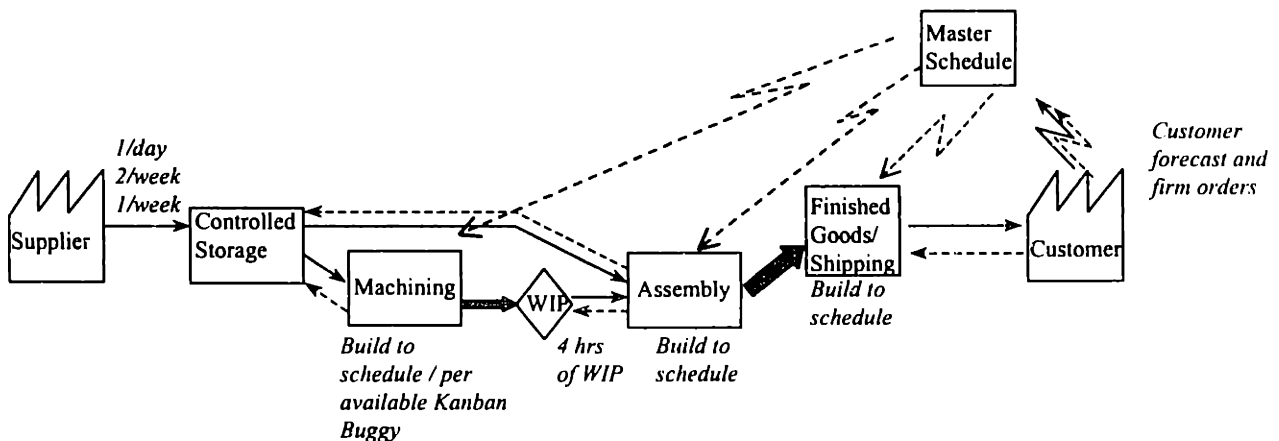 Master
Schedule
Customer
forecast and
firm orders
1/day
2/week
1/week
Supplier
Controlled
Storage
Machining
WIP
Assembly
Finished
Goods/
Shipping
Customer
Build to
schedule / per
available Kanban
Buggy
4 hrs
of WIP
Build to
schedule
Build to
schedule